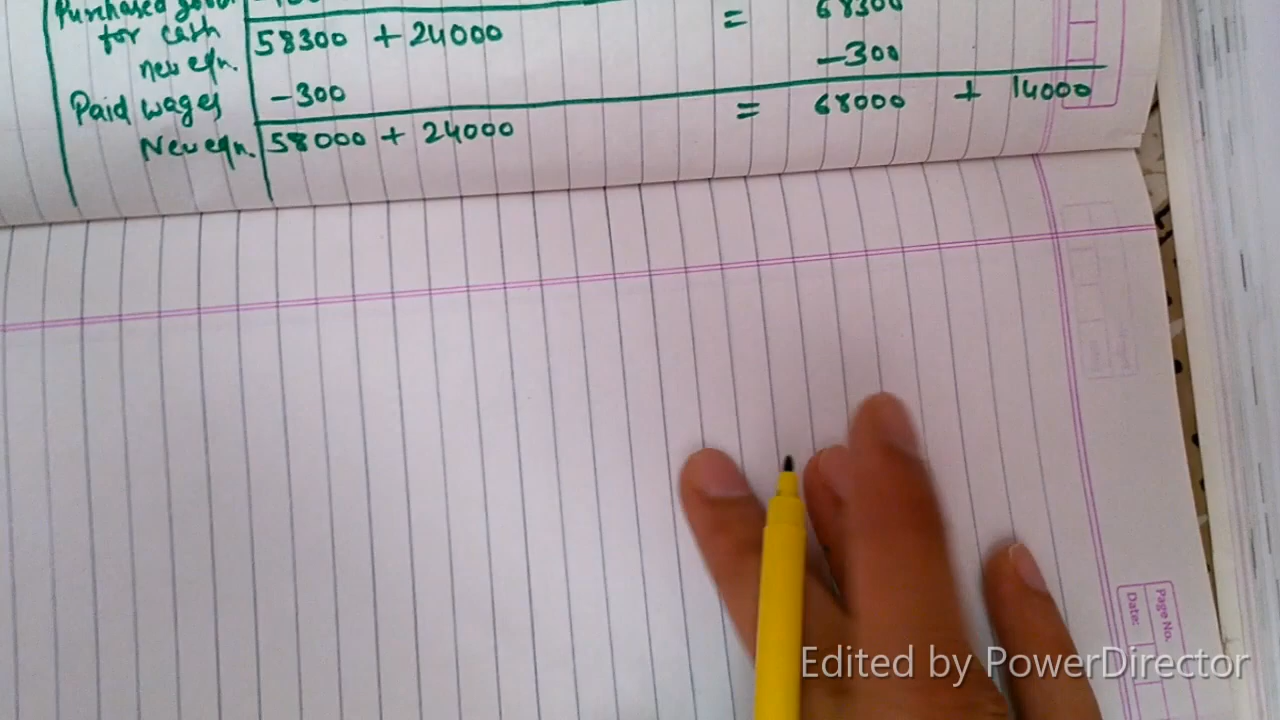 Purchased
for cash 58300 + 24000 = 68300
new eqn. -300
Paid wages -300
New eqn. 58000 + 24000 = 68000 + 14000
Page No.
Date:
Edited by PowerDirector